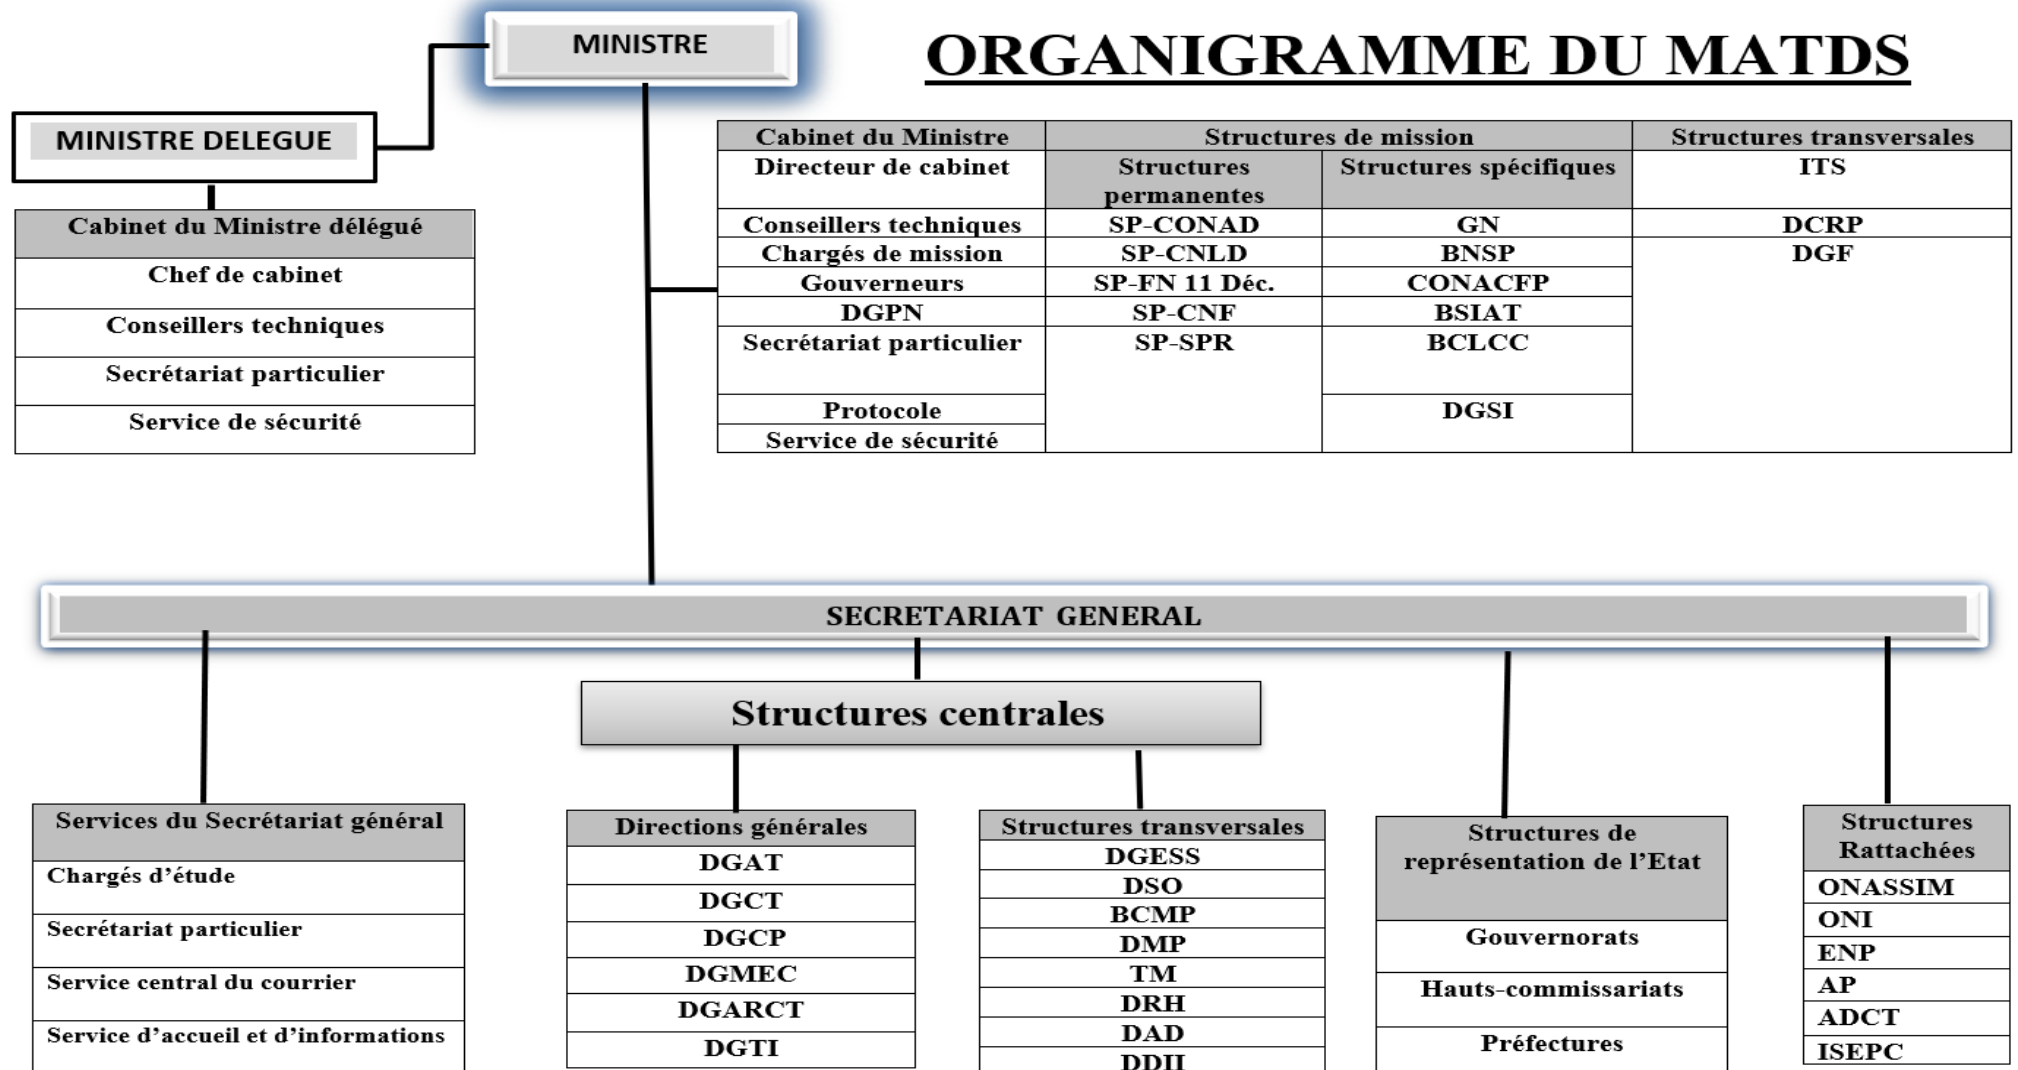 MINISTRE
ORGANIGRAMME DU MATDS
MINISTRE DELEGUE
Cabinet du Ministre délégué
Chef de cabinet
Conseillers techniques
Secrétariat particulier
Service de sécurité
Cabinet du Ministre
Structures de mission
Structures transversales
Directeur de cabinet
Structures
permanentes
Structures spécifiques
ITS
Conseillers techniques
SP-CONAD
GN
DCRP
Chargés de mission
SP-CNLD
BNSP
DGF
Gouverneurs
SP-FN 11 Déc.
CONACFP
DGPN
SP-CNF
BSIAT
Secrétariat particulier
SP-SPR
BCLCC
Protocole
DGSI
Service de sécurité
SECRETARIAT GENERAL
Structures centrales
Services du Secrétariat général
Chargés d’étude
Secrétariat particulier
Service central du courrier
Service d’accueil et d’informations
Directions générales
DGAT
DGCT
DGCP
DGMEC
DGARCT
DGTI
Structures transversales
DGESS
DSO
BCMP
DMP
TM
DRH
DAD
DDII
Structures de
représentation de l’Etat
Gouvernorats
Hauts-commissariats
Préfectures
Structures
Rattachées
ONASSIM
ONI
ENP
AP
ADCT
ISEPC